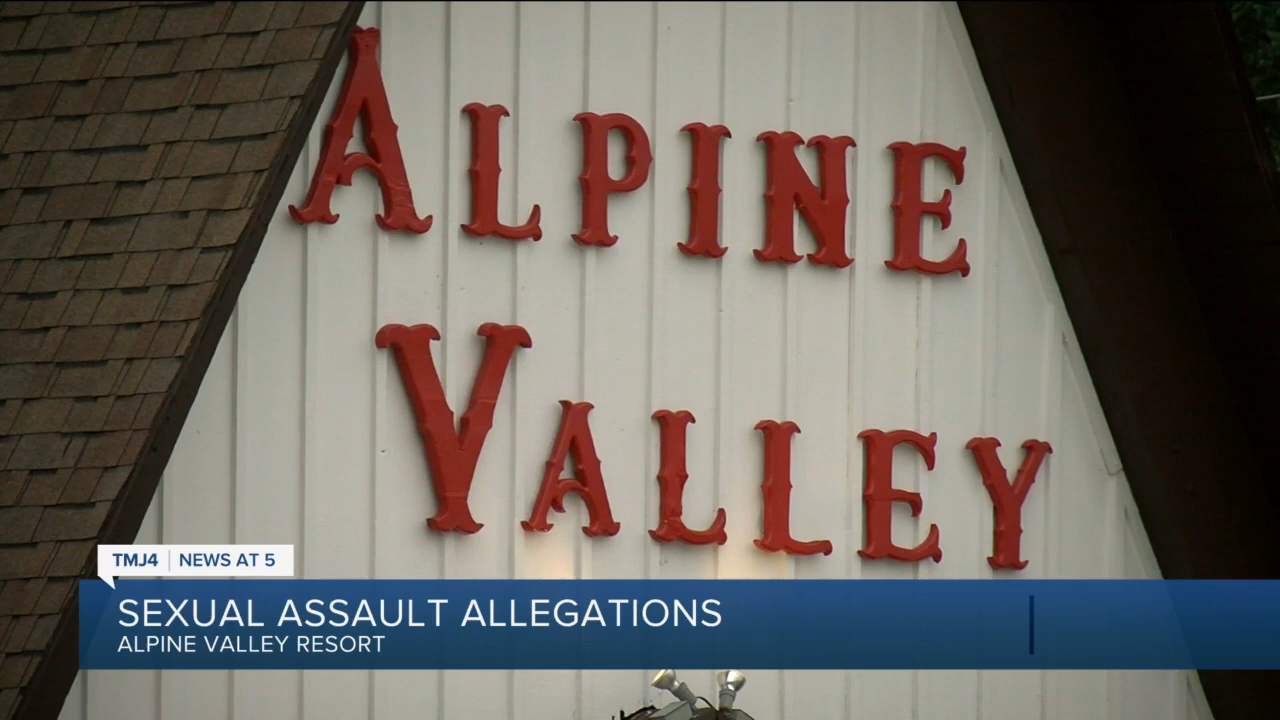 ALPINE
VALLEY
TMJ4 | NEWS AT 5
SEXUAL ASSAULT ALLEGATIONS
ALPINE VALLEY RESORT